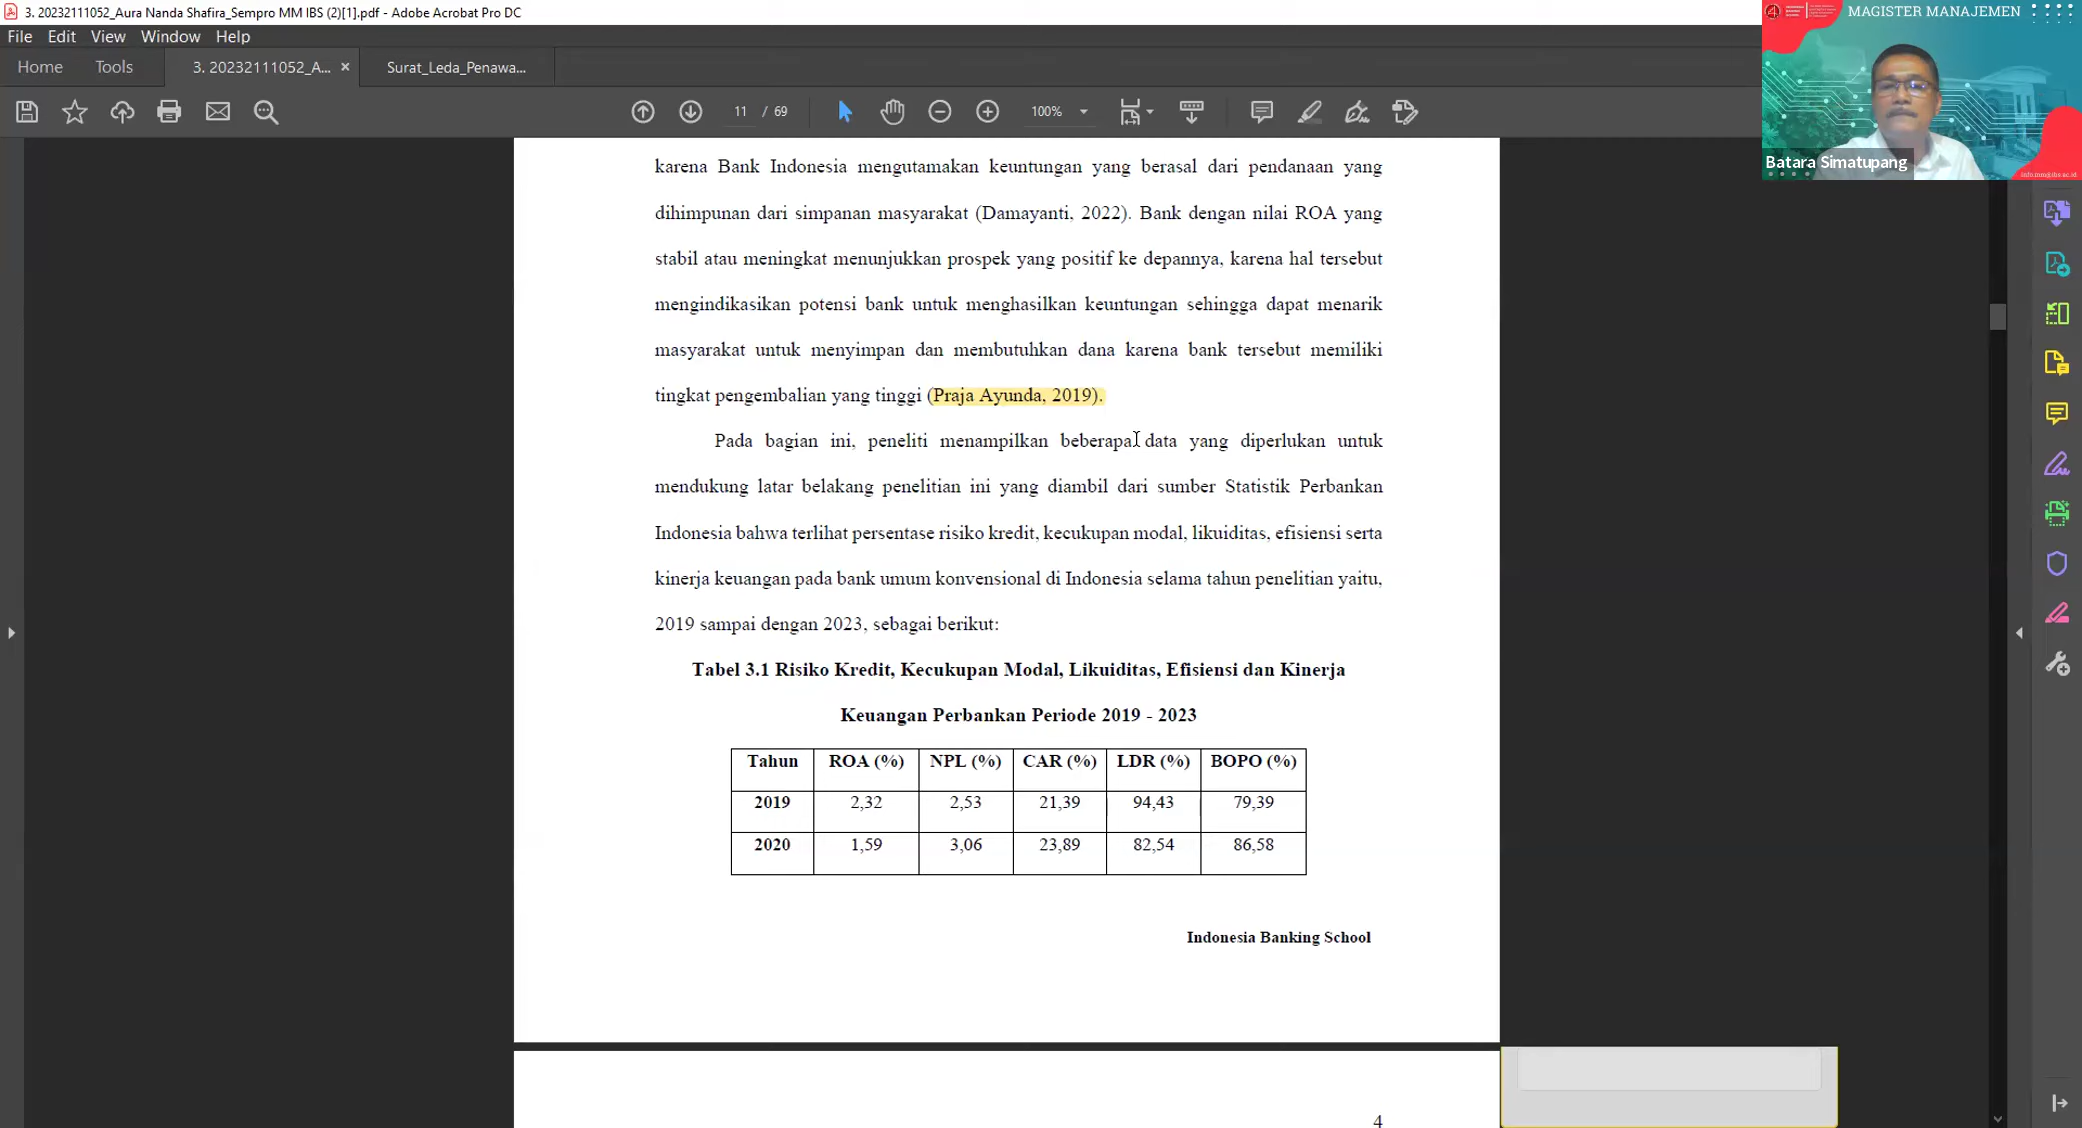 3. 20232111052_Aura Nanda Shafira_Sempro MM IBS (2)[1].pdf - Adobe Acrobat Pro DC
File Edit View Window Help
Home Tools 3. 20232111052_A... × Surat_Leda_Penawa...
11 / 69 100%
MAGISTER MANAJEMEN
Batara Simatupang
info.mm@ibs.ac.id
karena Bank Indonesia mengutamakan keuntungan yang berasal dari pendanaan yang
dihimpunan dari simpanan masyarakat (Damayanti, 2022). Bank dengan nilai ROA yang
stabil atau meningkat menunjukkan prospek yang positif ke depannya, karena hal tersebut
mengindikasikan potensi bank untuk menghasilkan keuntungan sehingga dapat menarik
masyarakat untuk menyimpan dan membutuhkan dana karena bank tersebut memiliki
tingkat pengembalian yang tinggi (Praja Ayunda, 2019).
Pada bagian ini, peneliti menampilkan beberapa data yang diperlukan untuk
mendukung latar belakang penelitian ini yang diambil dari sumber Statistik Perbankan
Indonesia bahwa terlihat persentase risiko kredit, kecukupan modal, likuiditas, efisiensi serta
kinerja keuangan pada bank umum konvensional di Indonesia selama tahun penelitian yaitu,
2019 sampai dengan 2023, sebagai berikut:
Tabel 3.1 Risiko Kredit, Kecukupan Modal, Likuiditas, Efisiensi dan Kinerja
Keuangan Perbankan Periode 2019 - 2023
Tahun ROA (%) NPL (%) CAR (%) LDR (%) BOPO (%)
2019 2,32 2,53 21,39 94,43 79,39
2020 1,59 3,06 23,89 82,54 86,58
Indonesia Banking School
4